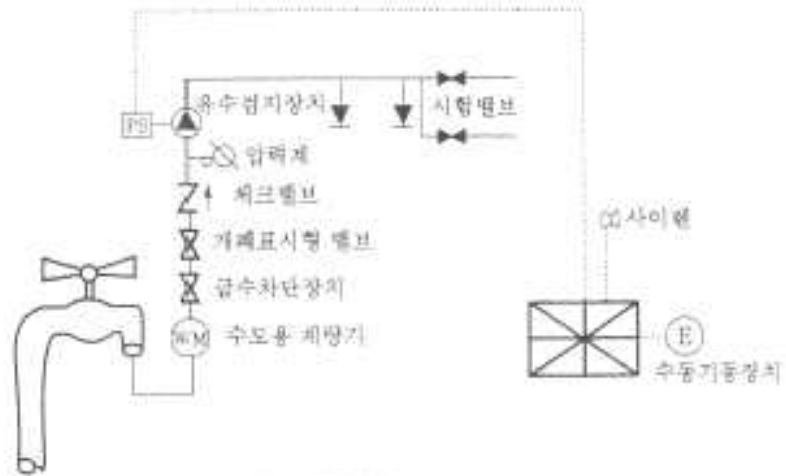 유수검지장치
PS
시험밸브
압력계
체크밸브
개폐표시형 밸브
급수차단장치
수도용 계량기
사이렌
E
수동기동장치